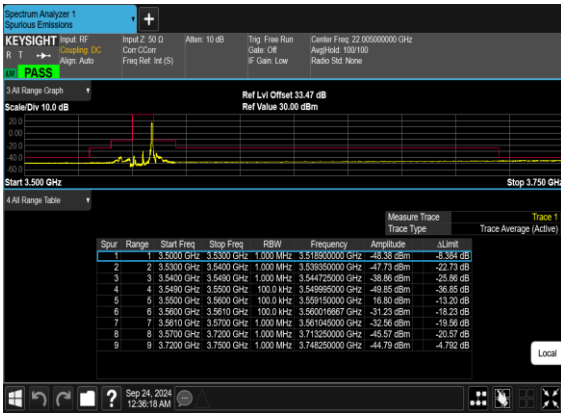 Spectrum Analyzer 1
Spurious Emissions
KEYSIGHT Input: RF Input Z: 50 Ω Atten: 10 dB Trig: Free Run Center Freq: 22.005000000 GHz
R T Coupling: DC Corr CCorr Gate: Off Avg|Hold: 100/100
Align: Auto Freq Ref: Int (S) IF Gain: Low Radio Std: None
PASS
3 All Range Graph
Ref Lvl Offset 33.47 dB
Scale/Div 10.0 dB Ref Value 30.00 dBm
20.0
0.00
-20.0
-40.0
-60.0
Start 3.500 GHz Stop 3.750 GHz
4 All Range Table
Measure Trace Trace 1
Trace Type Trace Average (Active)
Spur Range Start Freq Stop Freq RBW Frequency Amplitude ΔLimit
1 1 3.5000 GHz 3.5300 GHz 1.000 MHz 3.518900000 GHz -48.38 dBm -8.384 dB
2 2 3.5300 GHz 3.5400 GHz 1.000 MHz 3.539350000 GHz -47.73 dBm -22.73 dB
3 3 3.5400 GHz 3.5490 GHz 1.000 MHz 3.544725000 GHz -38.86 dBm -25.86 dB
4 4 3.5490 GHz 3.5500 GHz 100.0 kHz 3.549995000 GHz -49.85 dBm -36.85 dB
5 5 3.5500 GHz 3.5600 GHz 100.0 kHz 3.559150000 GHz 16.80 dBm -13.20 dB
6 6 3.5600 GHz 3.5610 GHz 100.0 kHz 3.560016667 GHz -31.23 dBm -18.23 dB
7 7 3.5610 GHz 3.5700 GHz 1.000 MHz 3.561045000 GHz -32.56 dBm -19.56 dB
8 8 3.5700 GHz 3.7200 GHz 1.000 MHz 3.713250000 GHz -45.57 dBm -20.57 dB
9 9 3.7200 GHz 3.7500 GHz 1.000 MHz 3.748250000 GHz -44.79 dBm -4.792 dB
Local
Sep 24, 2024
12:36:18 AM